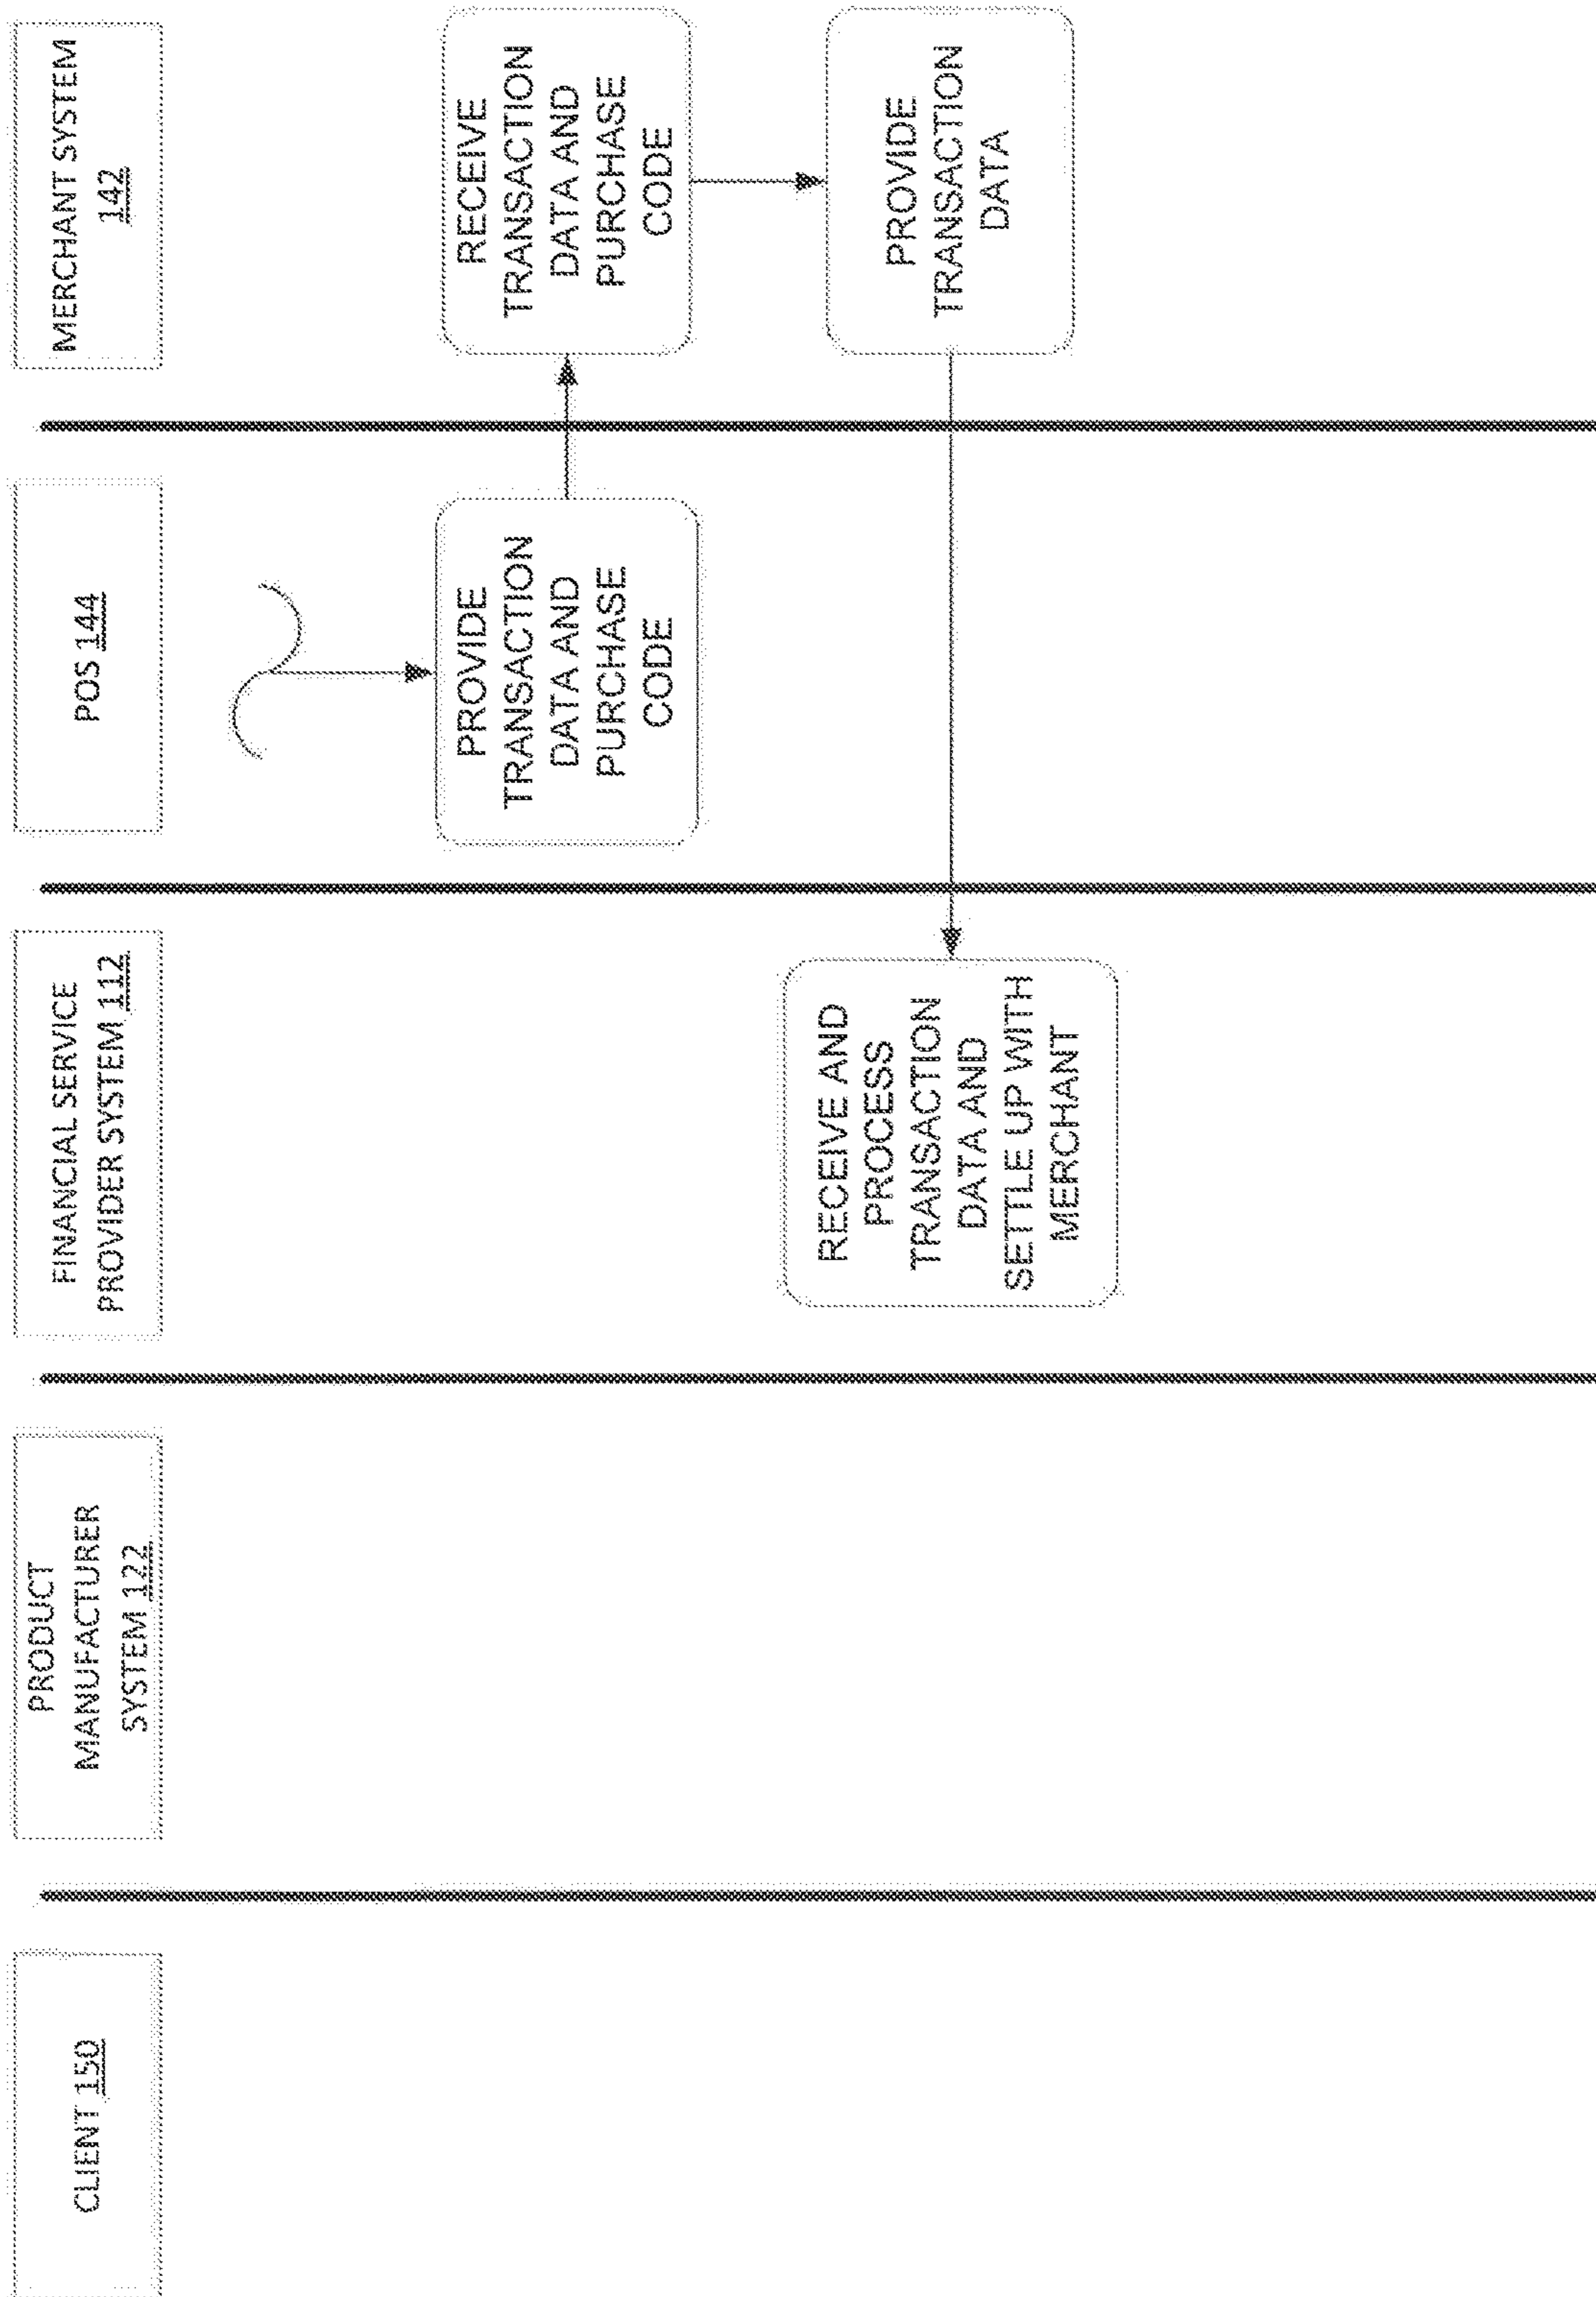 CLIENT 150
PRODUCT
MANUFACTURER
SYSTEM 122
FINANCIAL SERVICE
PROVIDER SYSTEM 112
POS 144
MERCHANT SYSTEM
142
PROVIDE
TRANSACTION
DATA AND
PURCHASE
CODE
RECEIVE
TRANSACTION
DATA AND
PURCHASE
CODE
RECEIVE AND
PROCESS
TRANSACTION
DATA AND
SETTLE UP WITH
MERCHANT
PROVIDE
TRANSACTION
DATA